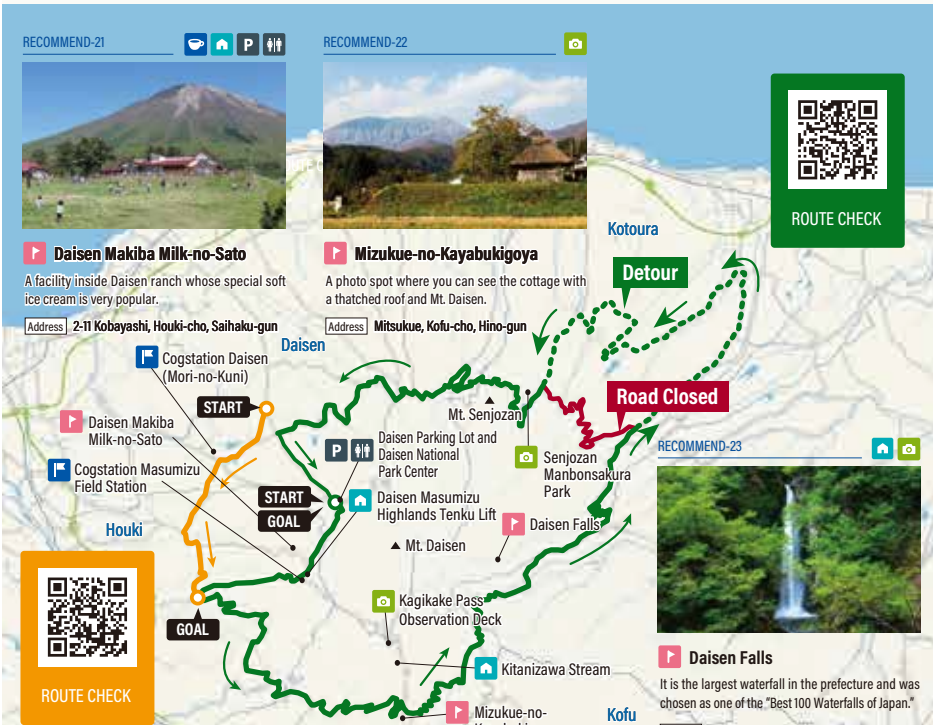 RECOMMEND-21
P
Daisen Makiba Milk-no-Sato
A facility inside Daisen ranch whose special soft
ice cream is very popular.
Address 2-11 Kobayashi, Houki-cho, Saihaku-gun
RECOMMEND-22
Mizukue-no-Kayabukigoya
A photo spot where you can see the cottage with
a thatched roof and Mt. Daisen.
Address Mitsukue, Kofu-cho, Hino-gun
ROUTE CHECK
Kotoura
Detour
Daisen
Cogstation Daisen
(Mori-no-Kuni)
START
Mt. Senjozan
Road Closed
Daisen Makiba
Milk-no-Sato
P
Daisen Parking Lot and
Daisen National
Park Center
Senjozan
Manbonsakura
Park
Cogstation Masumizu
Field Station
START
GOAL
Daisen Masumizu
Highlands Tenku Lift
Daisen Falls
Houki
Mt. Daisen
Kagikake Pass
Observation Deck
GOAL
Kitanizawa Stream
Mizukue-no-
Kofu
ROUTE CHECK
RECOMMEND-23
Daisen Falls
It is the largest waterfall in the prefecture and was
chosen as one of the "Best 100 Waterfalls of Japan."